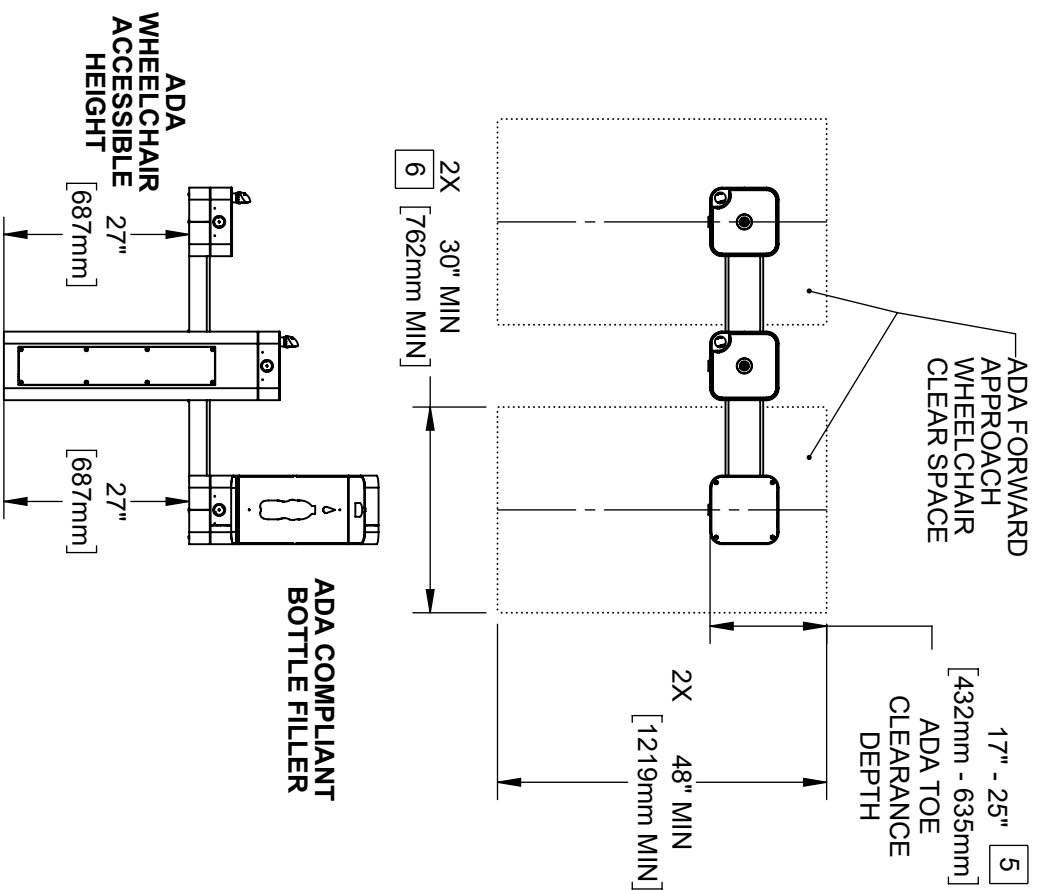 ADA FORWARD
APPROACH
WHEELCHAIR
CLEAR SPACE
17" - 25" 5
[432mm - 635mm]
ADA TOE
CLEARANCE
DEPTH
2X 48" MIN
[1219mm MIN]
2X 30" MIN
6 [762mm MIN]
ADA
WHEELCHAIR
ACCESSIBLE
HEIGHT
27"
[687mm]
27"
[687mm]
ADA COMPLIANT
BOTTLE FILLER